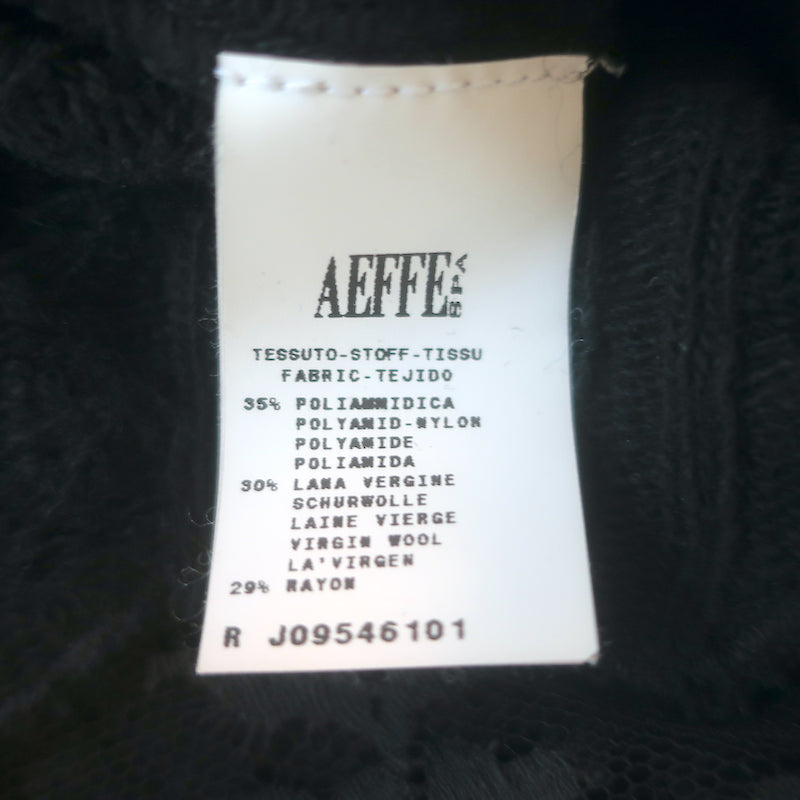 AEFFE SPA
TESSUTO-STOFF-TISSU
FABRIC-TEJIDO
35% POLIAMMIDICA
POLYAMID-NYLON
POLYAMIDE
POLIAMIDA
30% LANA VERGINE
SCHURWOLLE
LAINE VIERGE
VIRGIN WOOL
LA'VIRGEN
29% RAYON
R J09546101